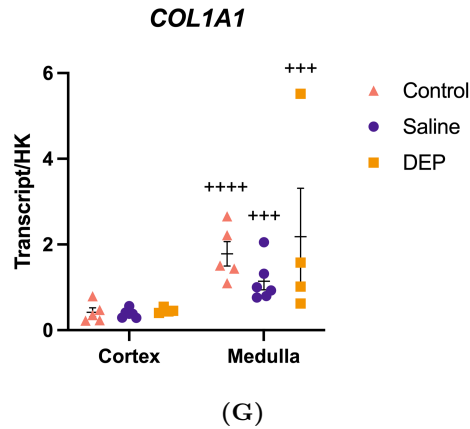 COL1A1
Transcript/HK
6
4
2
0
++++
+++
+++
Cortex
Medulla
Control
Saline
DEP
(G)